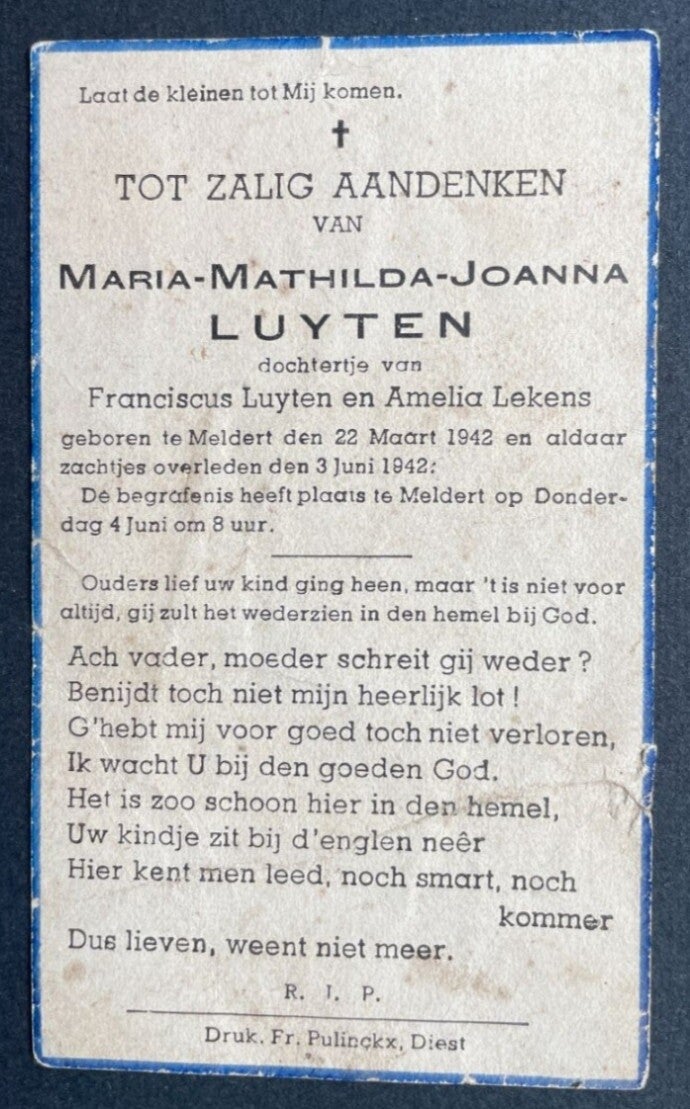 Laat de kleinen tot Mij komen.
TOT ZALIG AANDENKEN
VAN
MARIA-MATHILDA-JOANNA
LUYTEN
dochtertje van
Franciscus Luyten en Amelia Lekens
geboren te Meldert den 22 Maart 1942 en aldaar
zachtjes overleden den 3 Juni 1942:
De begrafenis heeft plaats te Meldert op Donder-
dag 4 Juni om 8 uur.
Ouders lief uw kind ging heen, maar 't is niet voor
altijd, gij zult het wederzien in den hemel bij God.
Ach vader, moeder schreit gij weder ?
Benijdt toch niet mijn heerlijk lot !
G'hebt mij voor goed toch niet verloren,
Ik wacht U bij den goeden God.
Het is zoo schoon hier in den hemel,
Uw kindje zit bij d'englen neêr
Hier kent men leed, noch smart, noch
kommer
Dus lieven, weent niet meer.
R. I. P.
Druk. Fr. Pulinckx, Diest